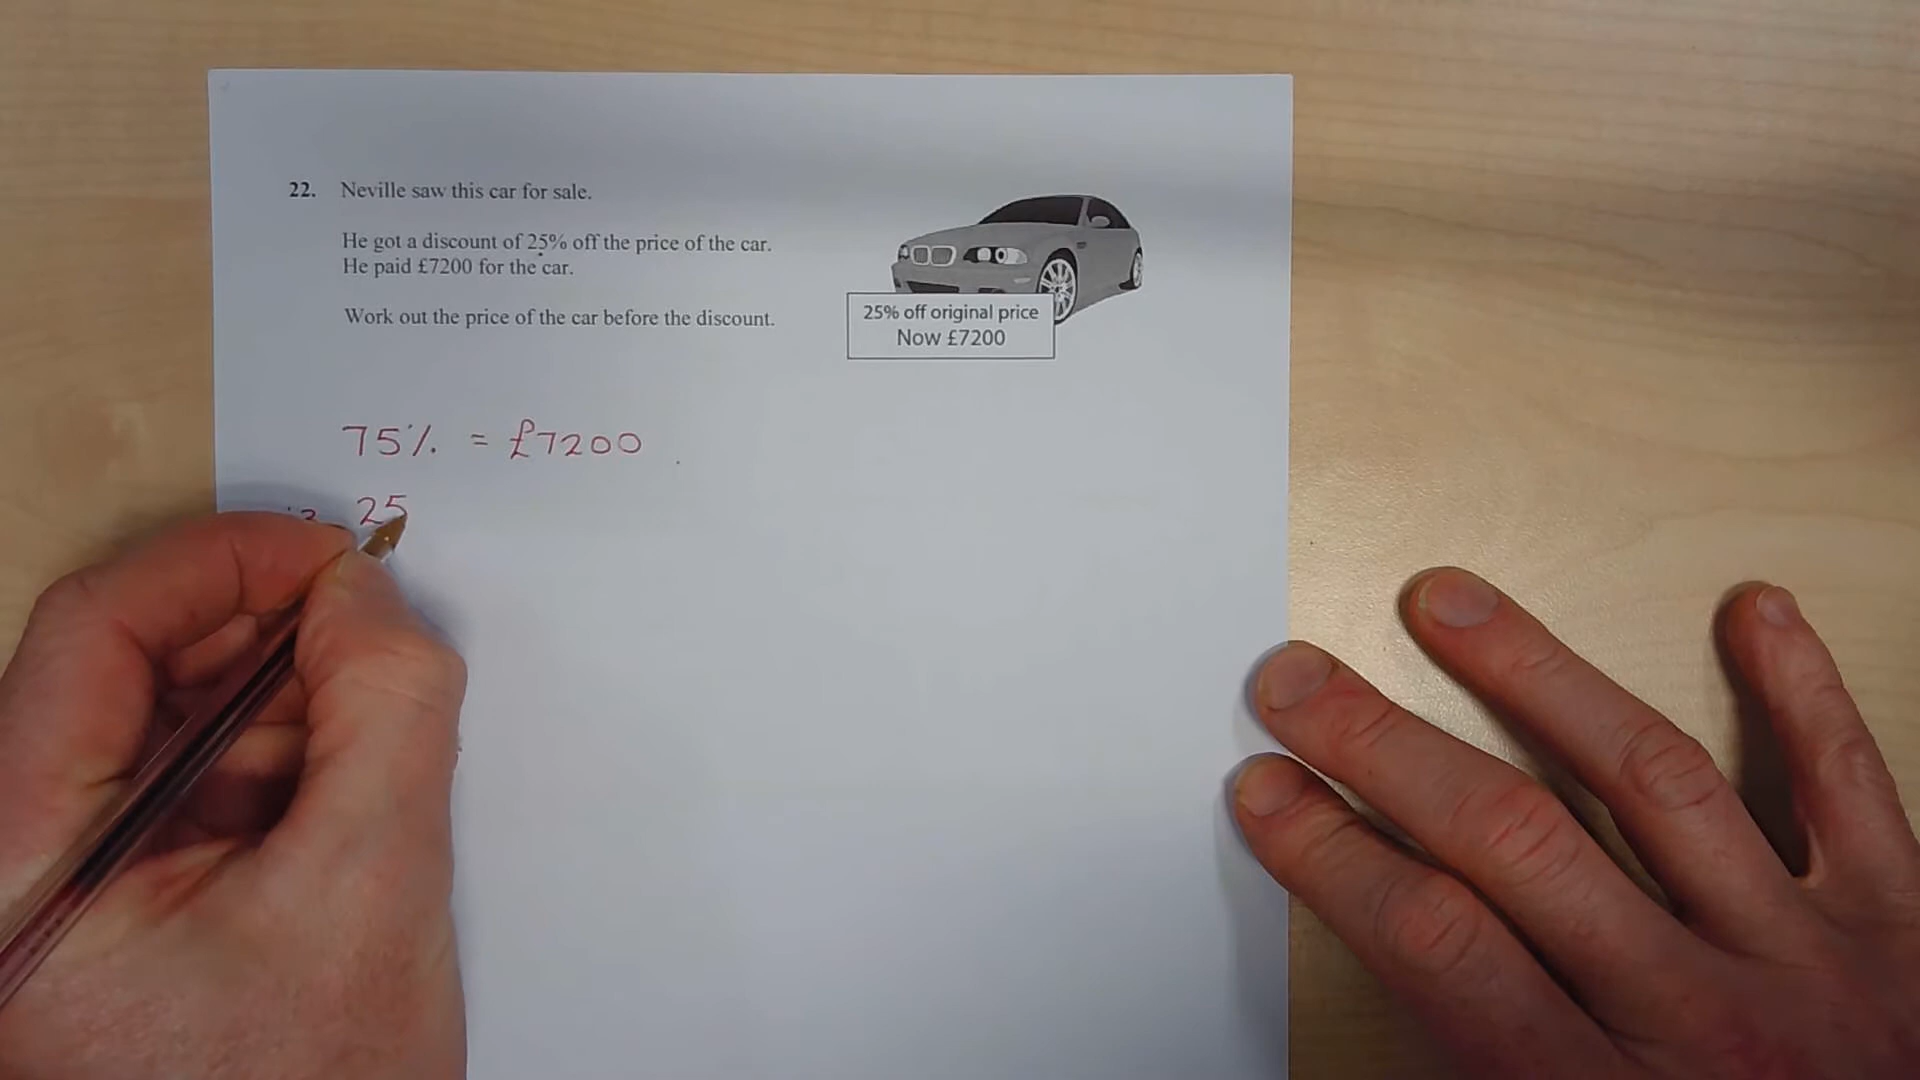 22. Neville saw this car for sale.
He got a discount of 25% off the price of the car.
He paid £7200 for the car.
Work out the price of the car before the discount.
25% off original price
Now £7200
75% = £7200
25